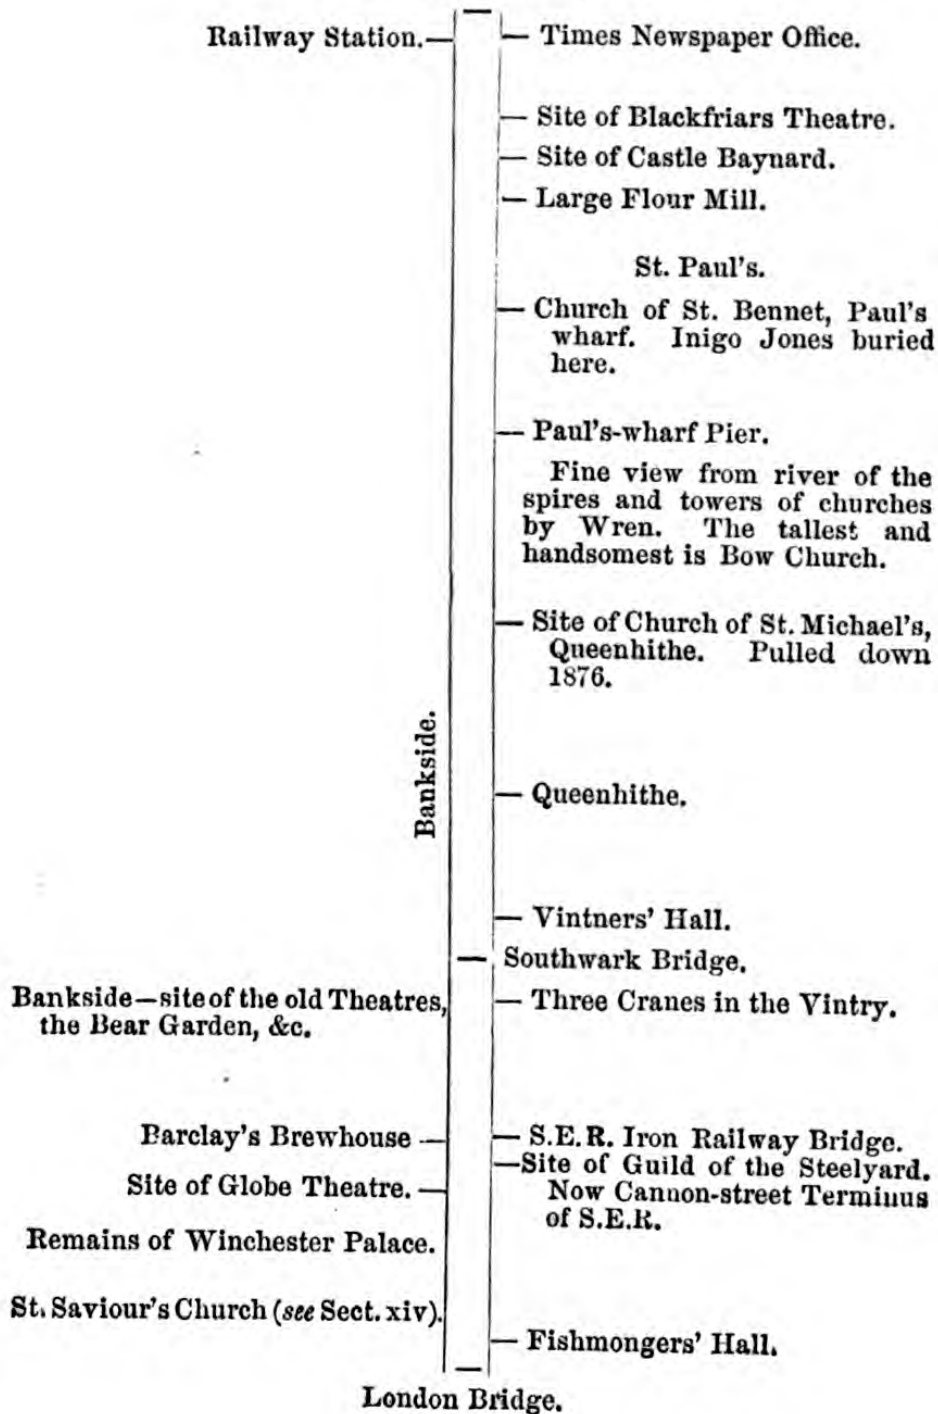 Railway Station.
Times Newspaper Office.
Site of Blackfriars Theatre.
Site of Castle Baynard.
Large Flour Mill.
St. Paul's.
Church of St. Bennet, Paul's
wharf. Inigo Jones buried
here.
Paul's-wharf Pier.
Fine view from river of the
spires and towers of churches
by Wren. The tallest and
handsomest is Bow Church.
Site of Church of St. Michael's,
Queenhithe. Pulled down
1876.
Bankside.
Queenhithe.
Vintners' Hall.
Southwark Bridge.
Bankside—site of the old Theatres,
the Bear Garden, &c.
Three Cranes in the Vintry.
Barclay's Brewhouse
S.E.R. Iron Railway Bridge.
Site of Guild of the Steelyard.
Now Cannon-street Terminus
of S.E.R.
Site of Globe Theatre.
Remains of Winchester Palace.
St. Saviour's Church (see Sect. xiv).
Fishmongers' Hall.
London Bridge.